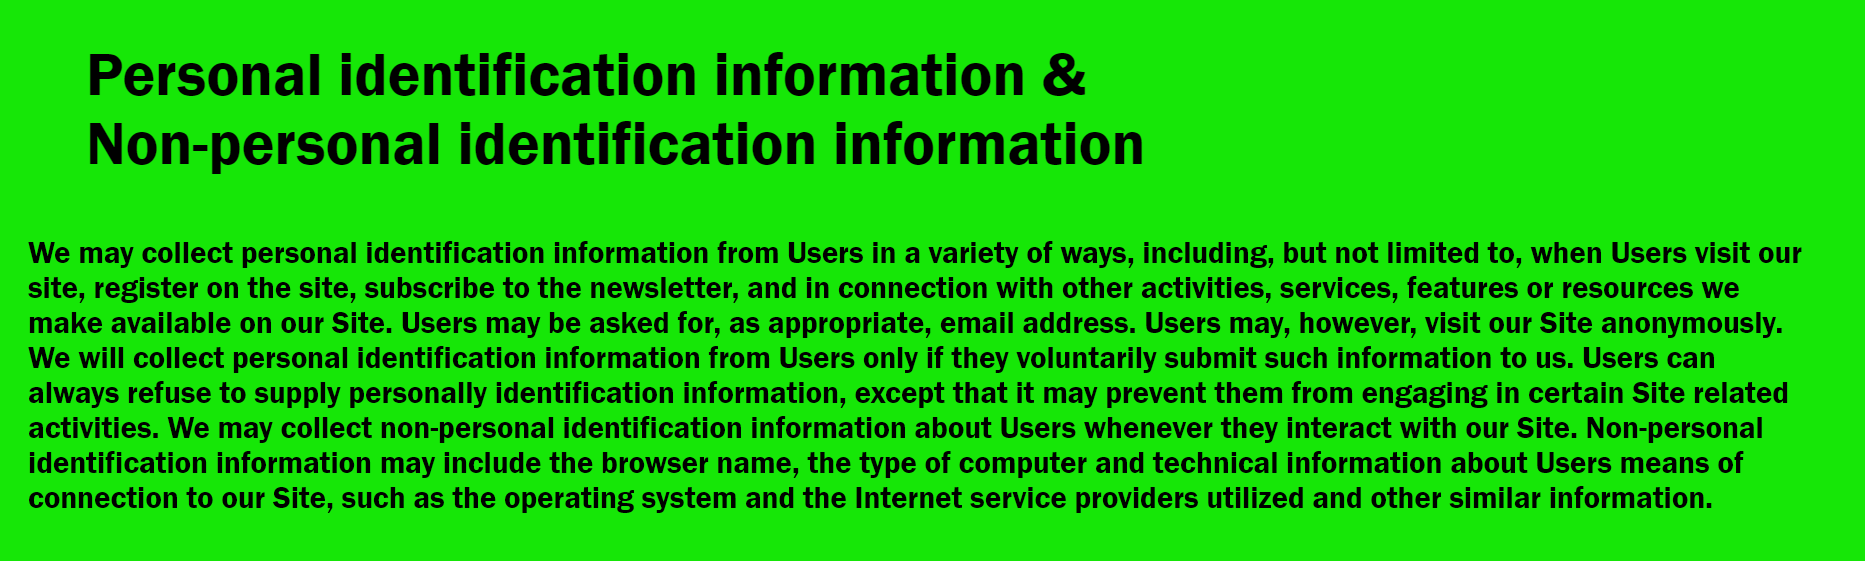 Personal identification information &
Non-personal identification information
We may collect personal identification information from Users in a variety of ways, including, but not limited to, when Users visit our
site, register on the site, subscribe to the newsletter, and in connection with other activities, services, features or resources we
make available on our Site. Users may be asked for, as appropriate, email address. Users may, however, visit our Site anonymously.
We will collect personal identification information from Users only if they voluntarily submit such information to us. Users can
always refuse to supply personally identification information, except that it may prevent them from engaging in certain Site related
activities. We may collect non-personal identification information about Users whenever they interact with our Site. Non-personal
identification information may include the browser name, the type of computer and technical information about Users means of
connection to our Site, such as the operating system and the Internet service providers utilized and other similar information.